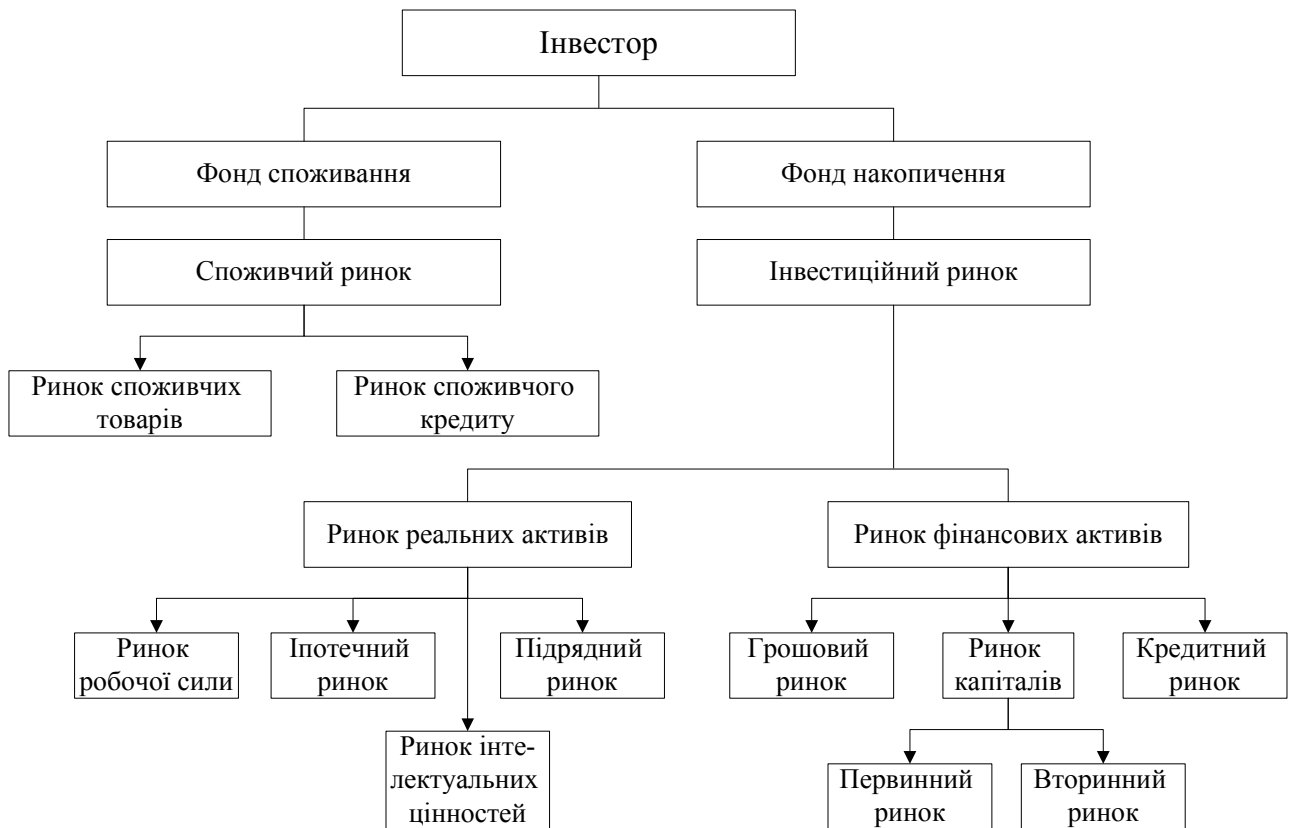 Інвестор
Фонд споживання
Фонд накопичення
Споживчий ринок
Інвестиційний ринок
Ринок споживчих
товарів
Ринок споживчого
кредиту
Ринок реальних активів
Ринок фінансових активів
Ринок
робочої сили
Іпотечний
ринок
Підрядний
ринок
Грошовий
ринок
Ринок
капіталів
Кредитний
ринок
Ринок інте-
лектуальних
цінностей
Первинний
ринок
Вторинний
ринок